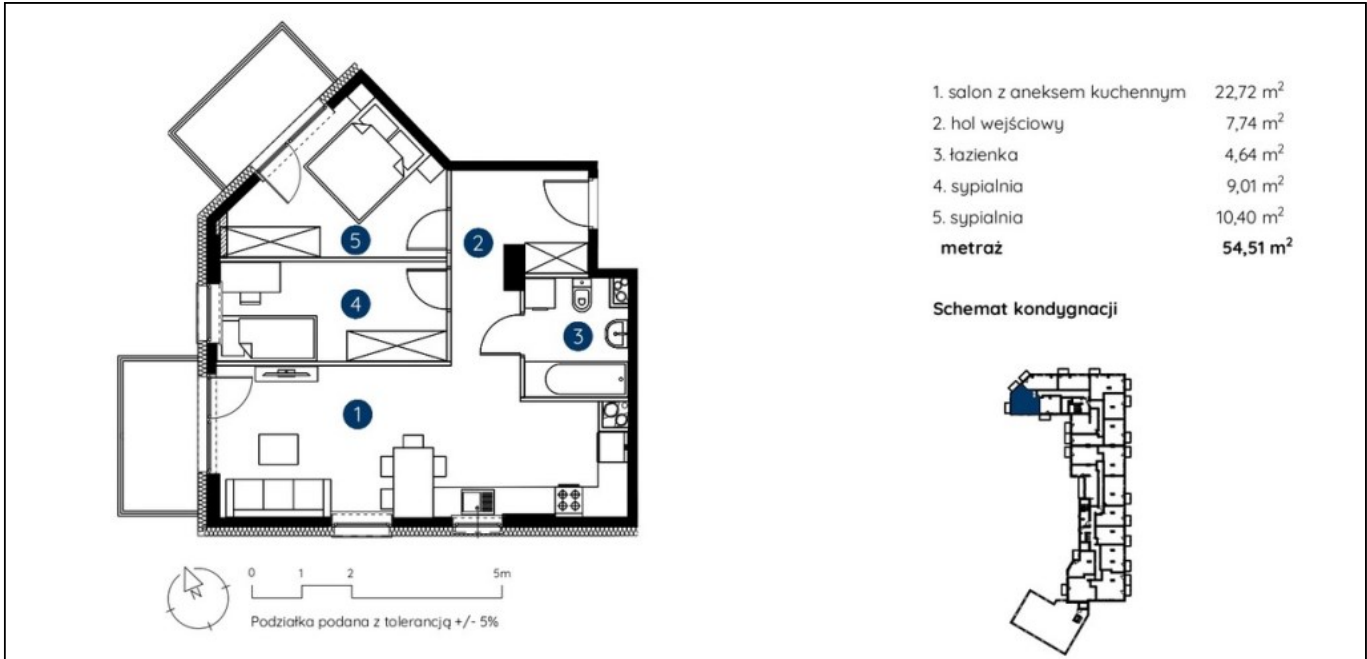 1. salon z aneksem kuchennym 22,72 m²
2. hol wejściowy 7,74 m²
3. łazienka 4,64 m²
4. sypialnia 9,01 m²
5. sypialnia 10,40 m²
metraż 54,51 m²
Schemat kondygnacji
5
2
4
3
1
N
0 1 2 5m
Podziałka podana z tolerancją +/- 5%